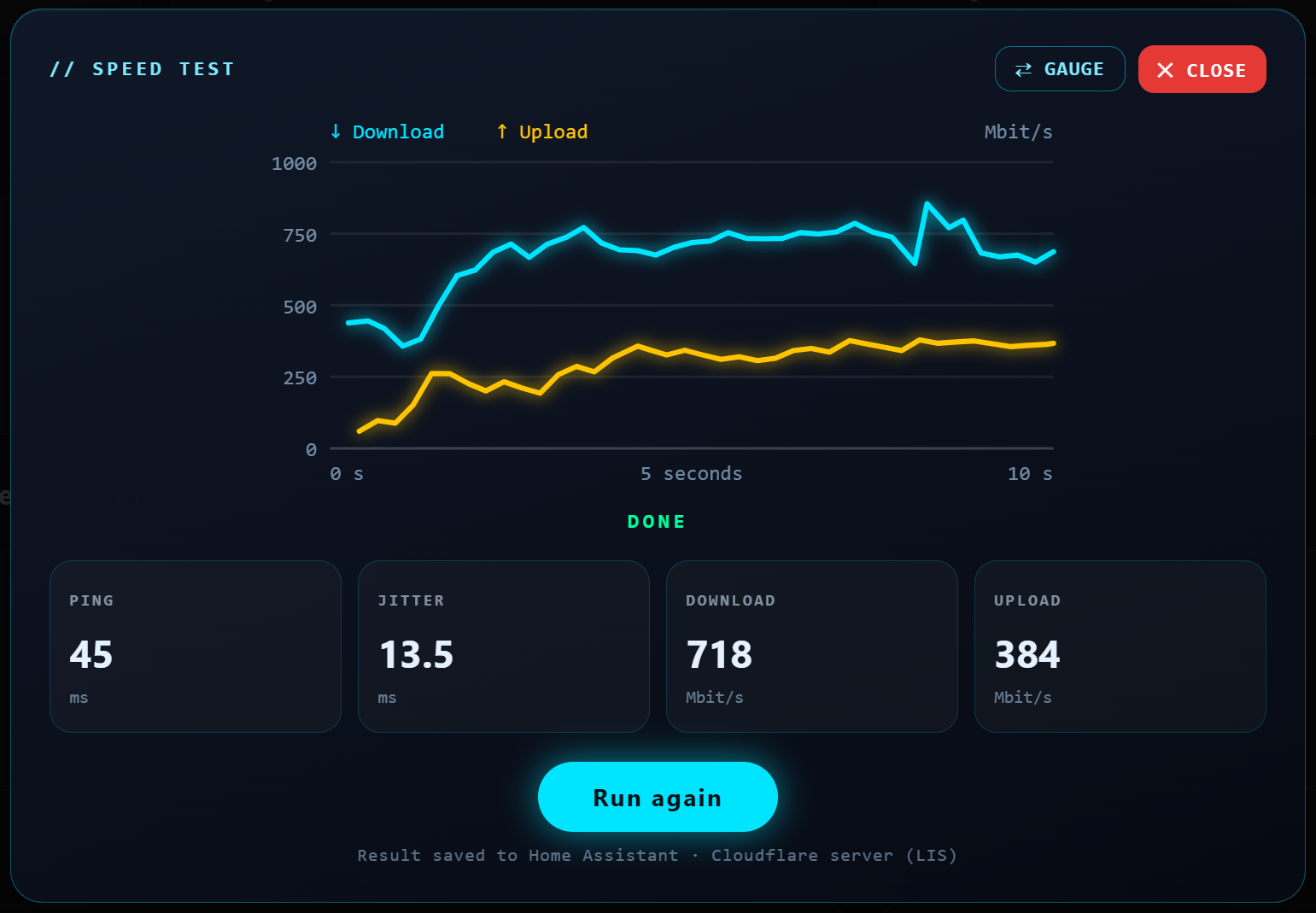 // SPEED TEST
⇄ GAUGE
✕ CLOSE
↓ Download ↑ Upload Mbit/s
1000
750
500
250
0
0 s 5 seconds 10 s
DONE
PING
45
ms
JITTER
13.5
ms
DOWNLOAD
718
Mbit/s
UPLOAD
384
Mbit/s
Run again
Result saved to Home Assistant · Cloudflare server (LIS)